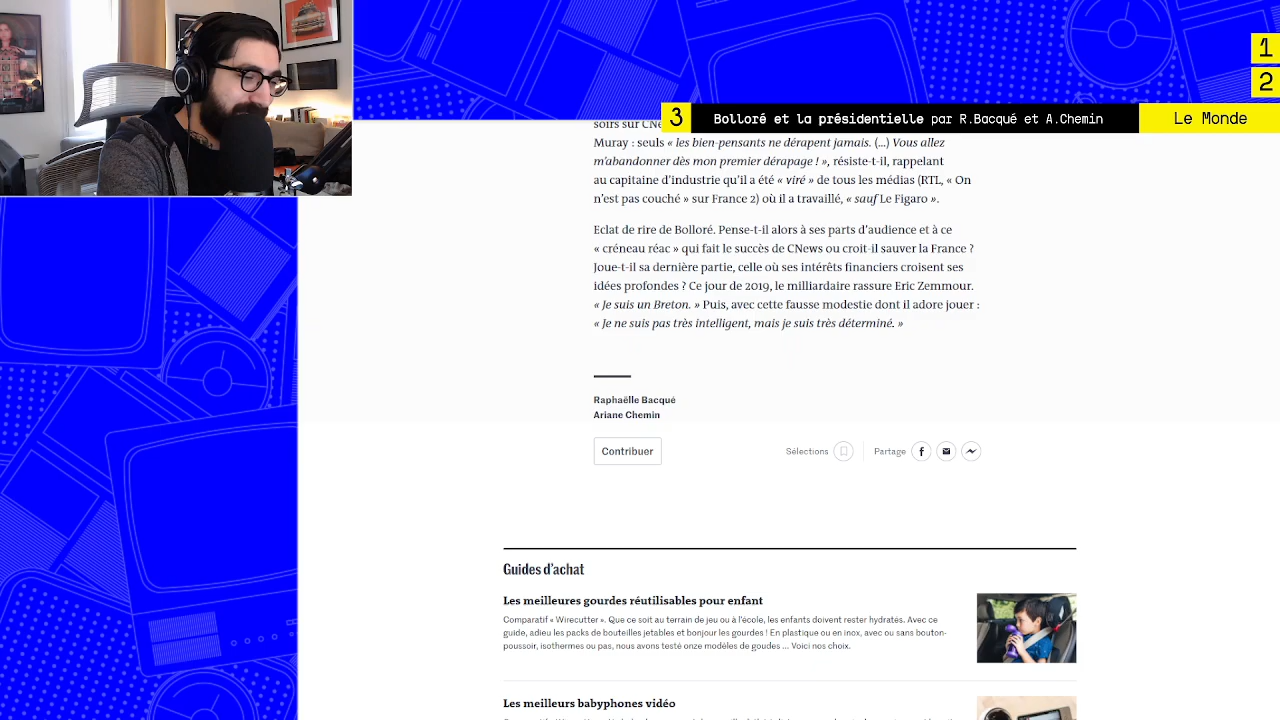 1
2
3 Bolloré et la présidentielle par R.Bacqué et A.Chemin Le Monde
soirs sur
Muray : seuls « les bien-pensants ne dérapent jamais. (…) Vous allez
m'abandonner dès mon premier dérapage ! », résiste-t-il, rappelant
au capitaine d'industrie qu'il a été « viré » de tous les médias (RTL, « On
n'est pas couché » sur France 2) où il a travaillé, « sauf Le Figaro ».
Eclat de rire de Bolloré. Pense-t-il alors à ses parts d'audience et à ce
« créneau réac » qui fait le succès de CNews ou croit-il sauver la France ?
Joue-t-il sa dernière partie, celle où ses intérêts financiers croisent ses
idées profondes ? Ce jour de 2019, le milliardaire rassure Eric Zemmour.
« Je suis un Breton. » Puis, avec cette fausse modestie dont il adore jouer :
« Je ne suis pas très intelligent, mais je suis très déterminé. »
Raphaëlle Bacqué
Ariane Chemin
Contribuer Sélections Partage
Guides d'achat
Les meilleures gourdes réutilisables pour enfant
Comparatif « Wirecutter ». Que ce soit au terrain de jeu ou à l'école, les enfants doivent rester hydratés. Avec ce
guide, adieu les packs de bouteilles jetables et bonjour les gourdes ! En plastique ou en inox, avec ou sans bouton-
poussoir, isothermes ou pas, nous avons testé onze modèles de goudes … Voici nos choix.
Les meilleurs babyphones vidéo